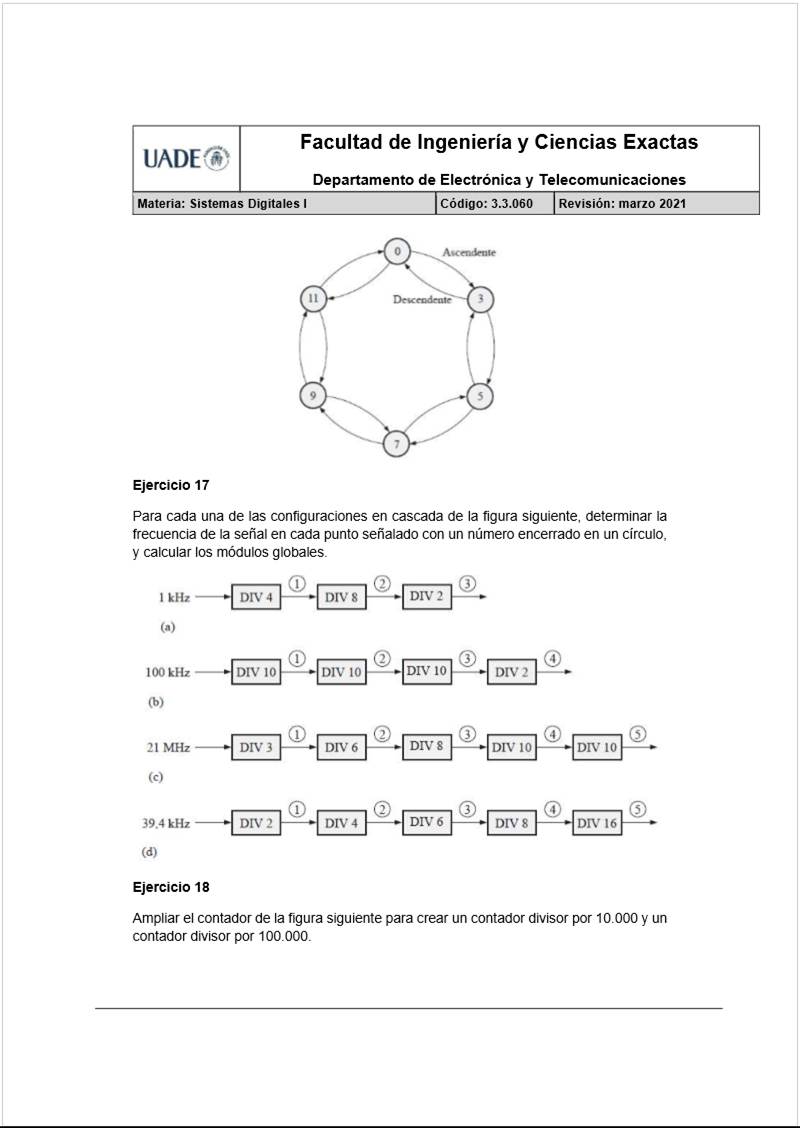 UADE
Facultad de Ingeniería y Ciencias Exactas
Departamento de Electrónica y Telecomunicaciones
Materia: Sistemas Digitales I
Código: 3.3.060
Revisión: marzo 2021
0
Ascendente
11
Descendente
3
9
5
7
Ejercicio 17
Para cada una de las configuraciones en cascada de la figura siguiente, determinar la
frecuencia de la señal en cada punto señalado con un número encerrado en un círculo,
y calcular los módulos globales.
1 kHz DIV 4 1 DIV 8 2 DIV 2 3
(a)
100 kHz DIV 10 1 DIV 10 2 DIV 10 3 DIV 2 4
(b)
21 MHz DIV 3 1 DIV 6 2 DIV 8 3 DIV 10 4 DIV 10 5
(c)
39,4 kHz DIV 2 1 DIV 4 2 DIV 6 3 DIV 8 4 DIV 16 5
(d)
Ejercicio 18
Ampliar el contador de la figura siguiente para crear un contador divisor por 10.000 y un
contador divisor por 100.000.